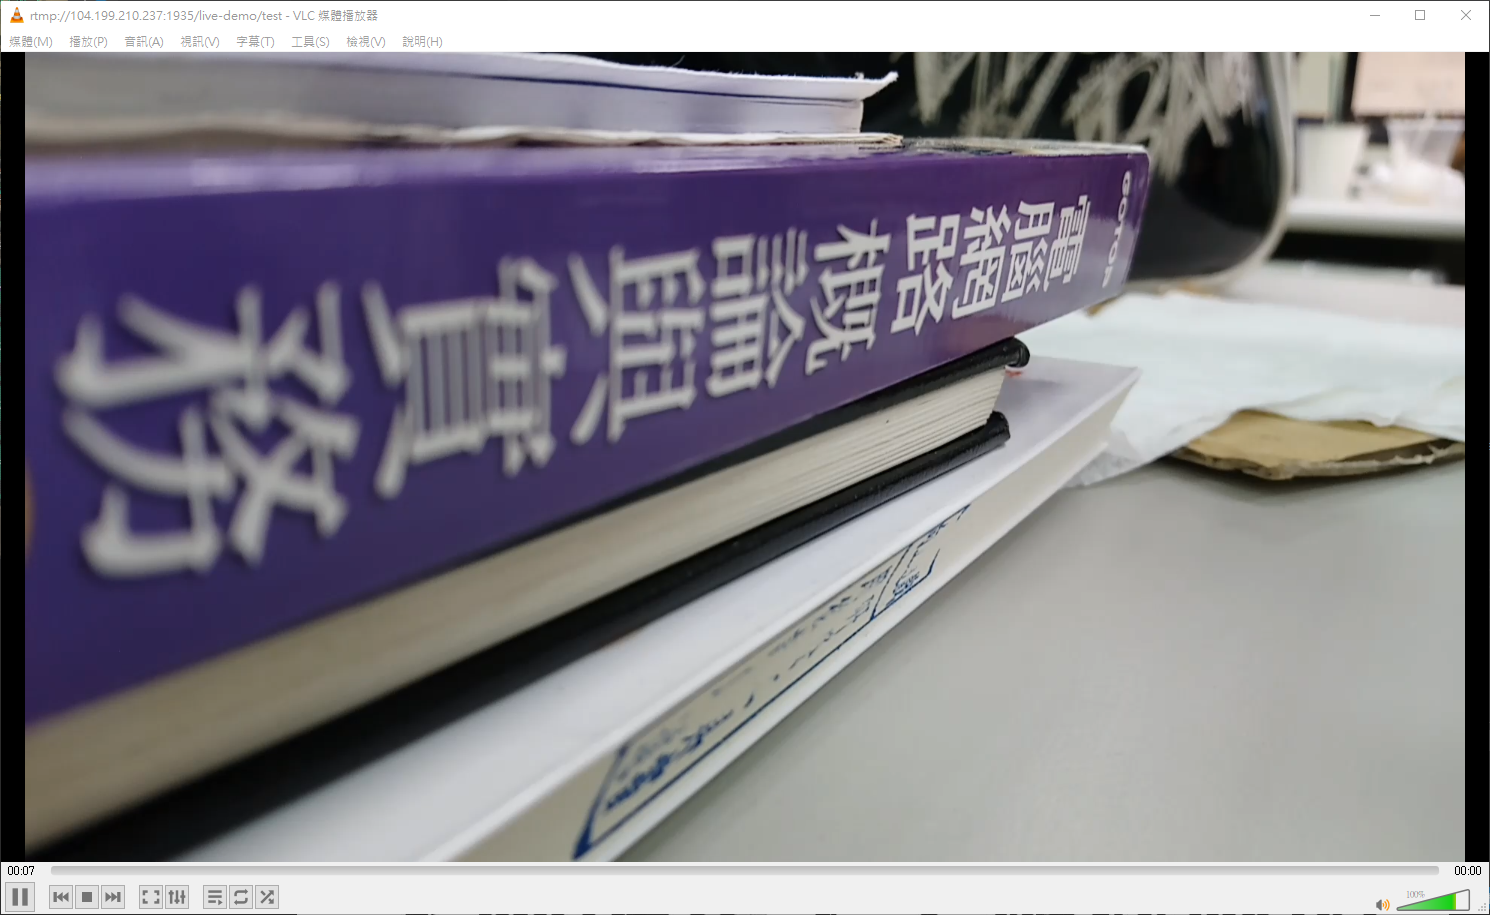 rtmp://104.199.210.237:1935/live-demo/test - VLC 媒體播放器
媒體(M) 播放(P) 音訊(A) 視訊(V) 字幕(T) 工具(S) 檢視(V) 說明(H)
GOTOP
電腦網路概論與實務
00:07
00:00
100%